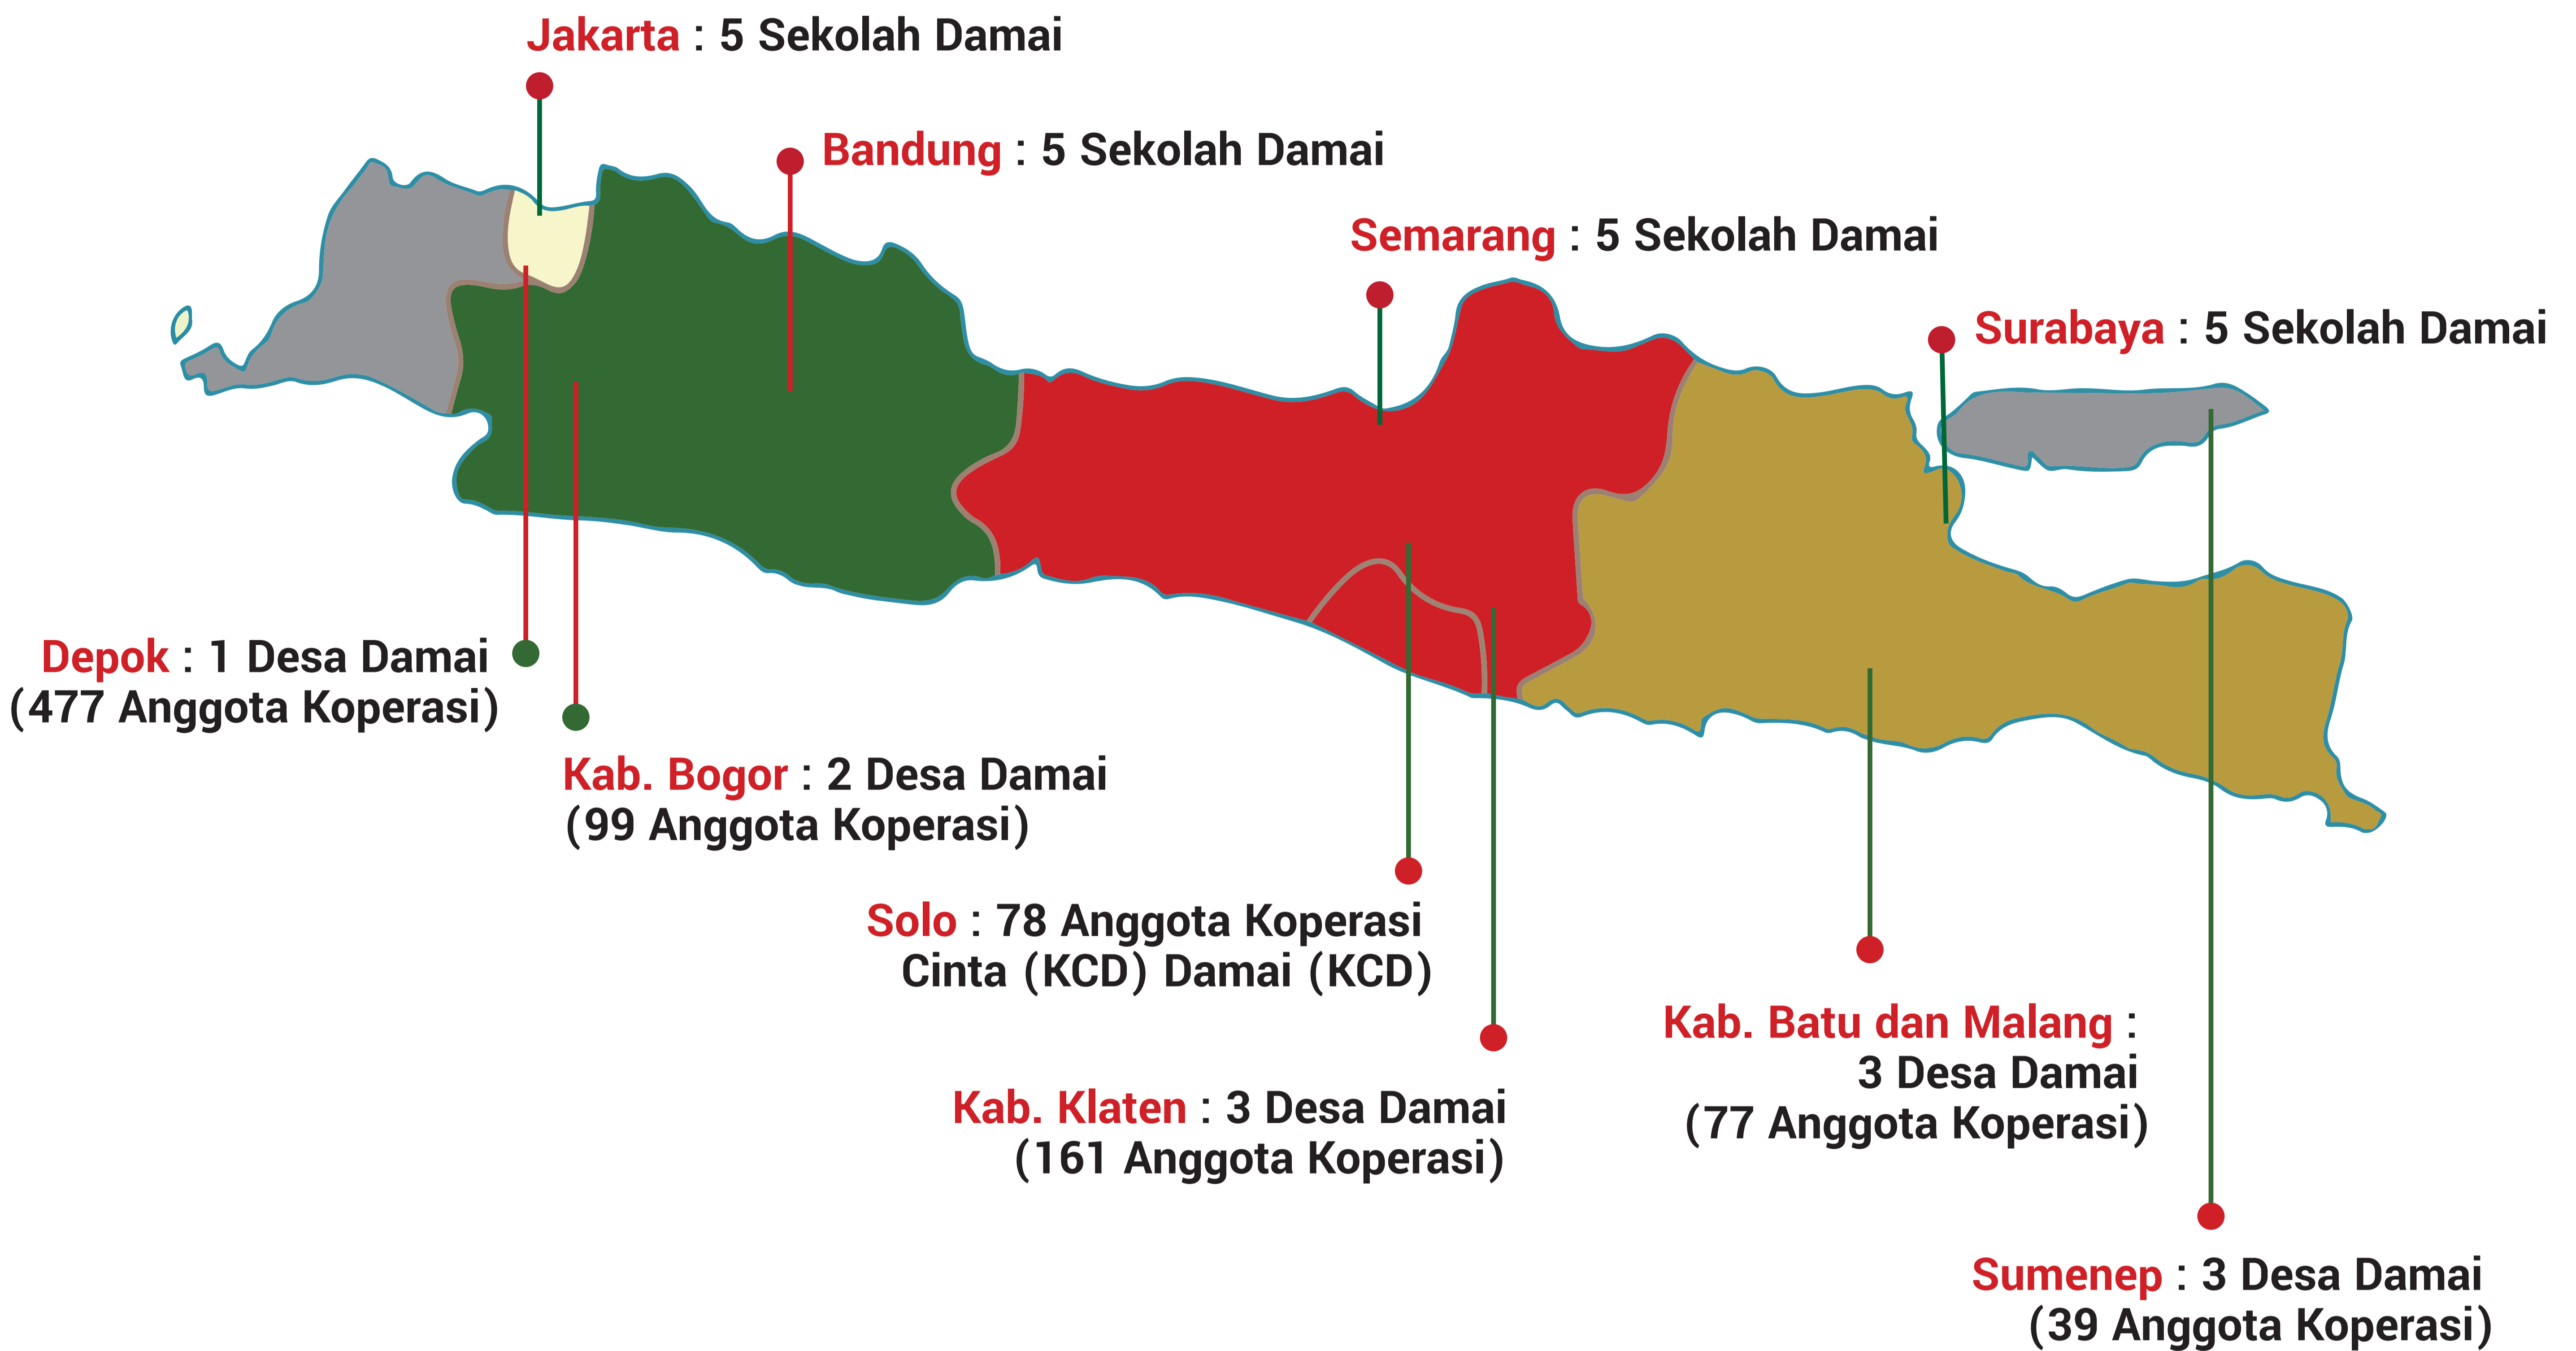 Jakarta : 5 Sekolah Damai
Bandung : 5 Sekolah Damai
Semarang : 5 Sekolah Damai
Surabaya : 5 Sekolah Damai
Depok : 1 Desa Damai
(477 Anggota Koperasi)
Kab. Bogor : 2 Desa Damai
(99 Anggota Koperasi)
Solo : 78 Anggota Koperasi
Cinta (KCD) Damai (KCD)
Kab. Klaten : 3 Desa Damai
(161 Anggota Koperasi)
Kab. Batu dan Malang :
3 Desa Damai
(77 Anggota Koperasi)
Sumenep : 3 Desa Damai
(39 Anggota Koperasi)